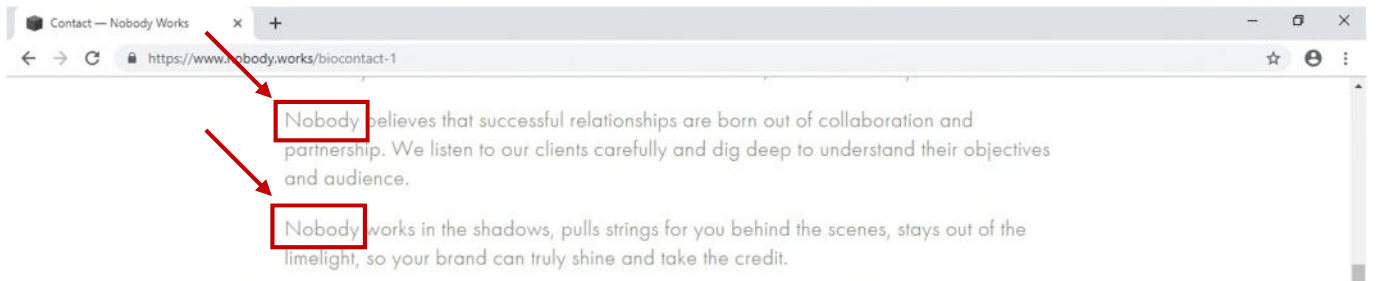 Contact — Nobody Works
https://www.nobody.works/biocontact-1
Nobody believes that successful relationships are born out of collaboration and
partnership. We listen to our clients carefully and dig deep to understand their objectives
and audience.
Nobody works in the shadows, pulls strings for you behind the scenes, stays out of the
limelight, so your brand can truly shine and take the credit.